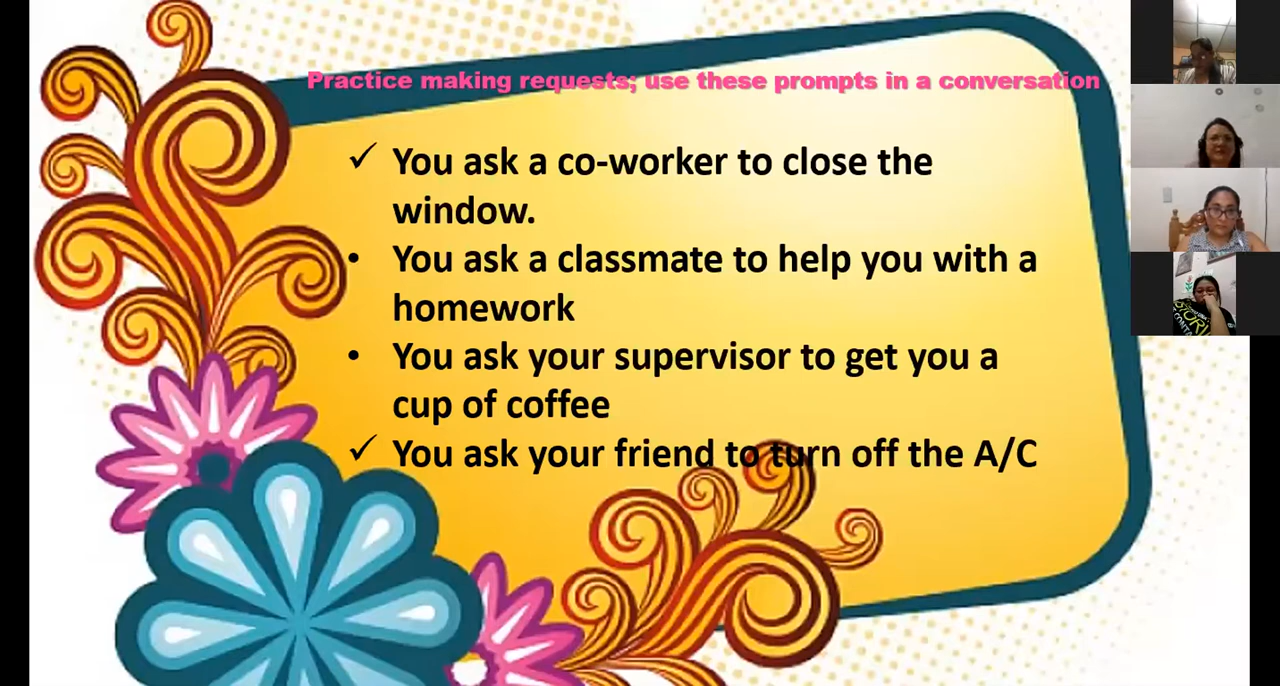 Practice making requests; use these prompts in a conversation
✓ You ask a co-worker to close the
window.
• You ask a classmate to help you with a
homework
• You ask your supervisor to get you a
cup of coffee
✓ You ask your friend to turn off the A/C